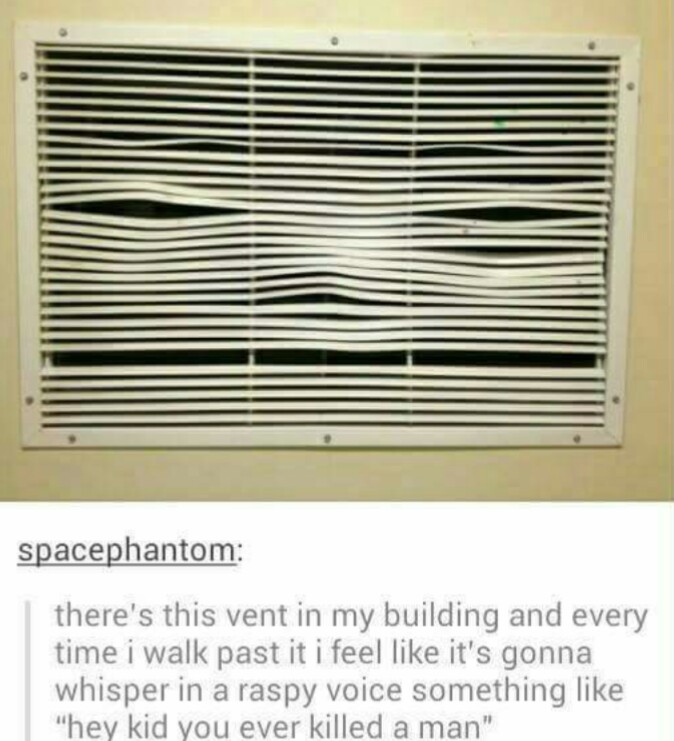 spacephantom:
there's this vent in my building and every
time i walk past it i feel like it's gonna
whisper in a raspy voice something like
"hey kid you ever killed a man"